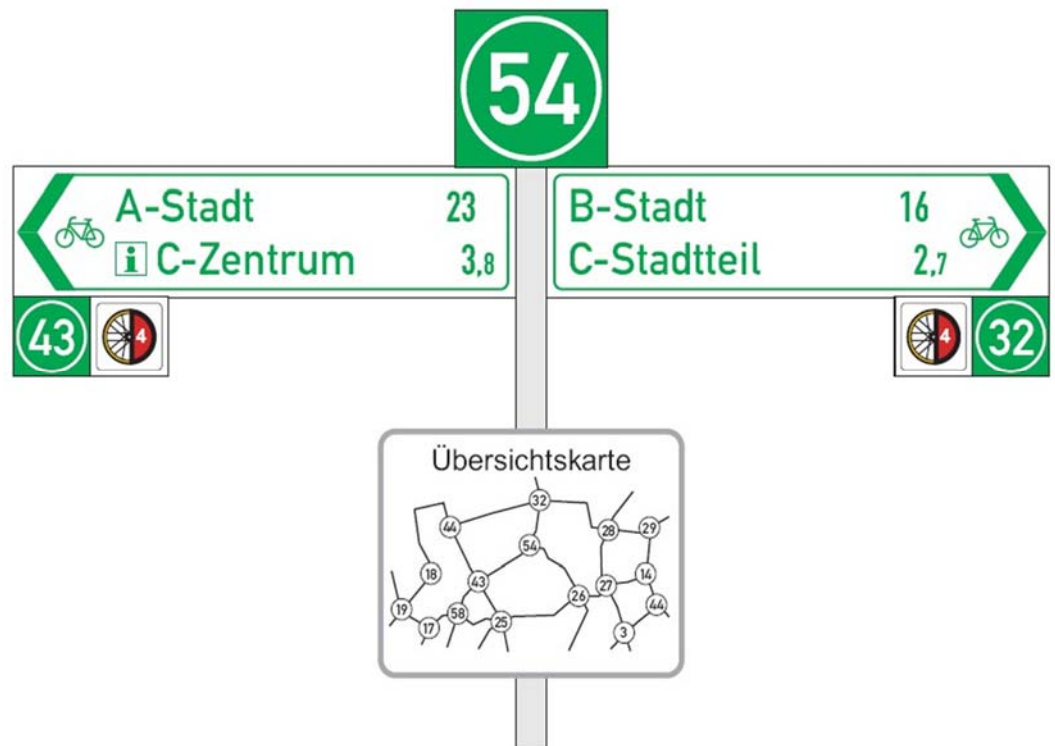 54
A-Stadt 23
i C-Zentrum 3,8
43 4
B-Stadt 16
C-Stadtteil 2,7
4 32
Übersichtskarte
32
44 28 29
54
18 43 27 14
26
19 58 44
17 25 3